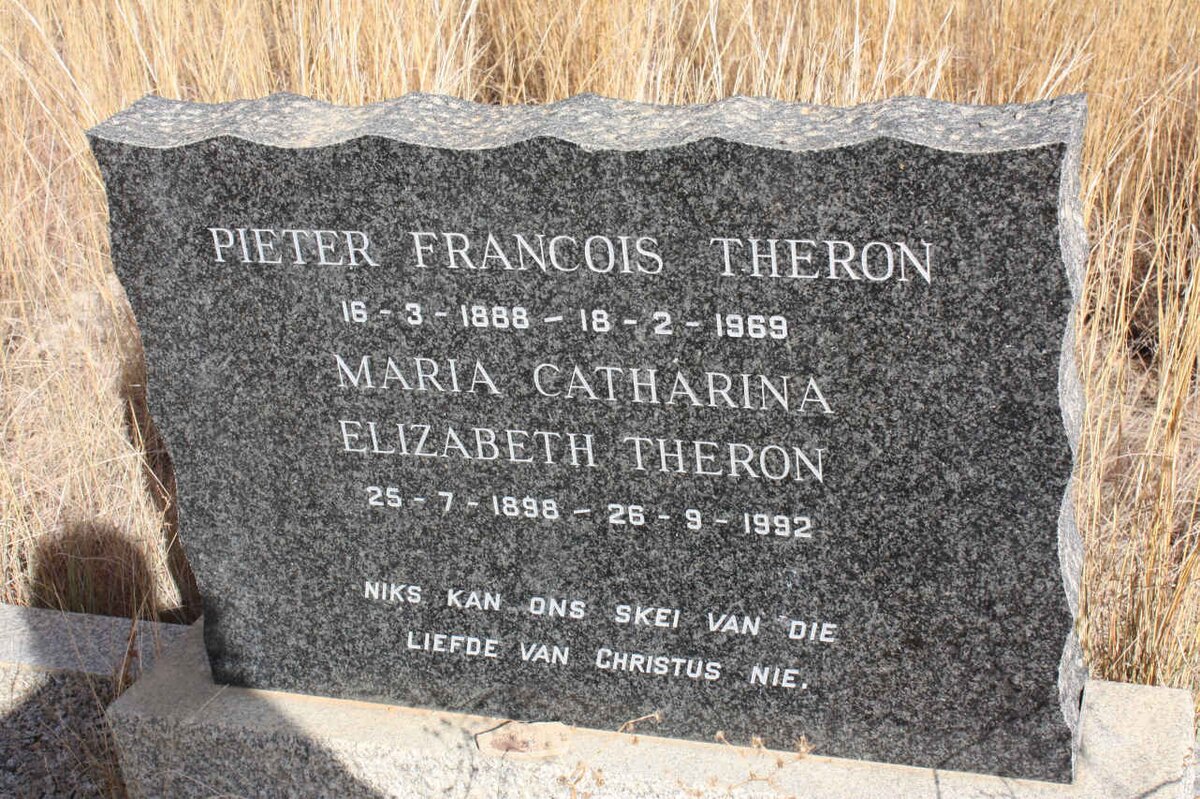 PIETER FRANCOIS THERON
16-3-1888-18-2-1969
MARIA CATHARINA
ELIZABETH THERON
25-7-1898-26-9-1992
NIKS KAN ONS SKEI VAN DIE
LIEFDE VAN CHRISTUS NIE.